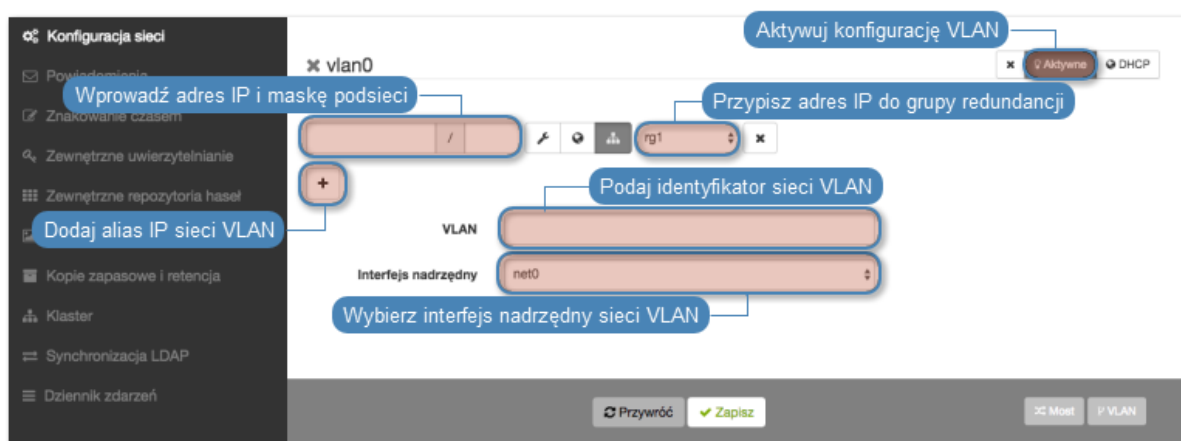 Konfiguracja sieci
Aktywuj konfigurację VLAN
vlan0
Aktywne
DHCP
Powiadomienia
Wprowadź adres IP i maskę podsieci
Przypisz adres IP do grupy redundancji
Znakowanie czasem
/
rg1
Zewnętrzne uwierzytelnianie
Zewnętrzne repozytoria haseł
+
Podaj identyfikator sieci VLAN
Dodaj alias IP sieci VLAN
VLAN
Kopie zapasowe i retencja
Interfejs nadrzędny
net0
Klaster
Wybierz interfejs nadrzędny sieci VLAN
Synchronizacja LDAP
Dziennik zdarzeń
Przywróć
Zapisz
Most
VLAN